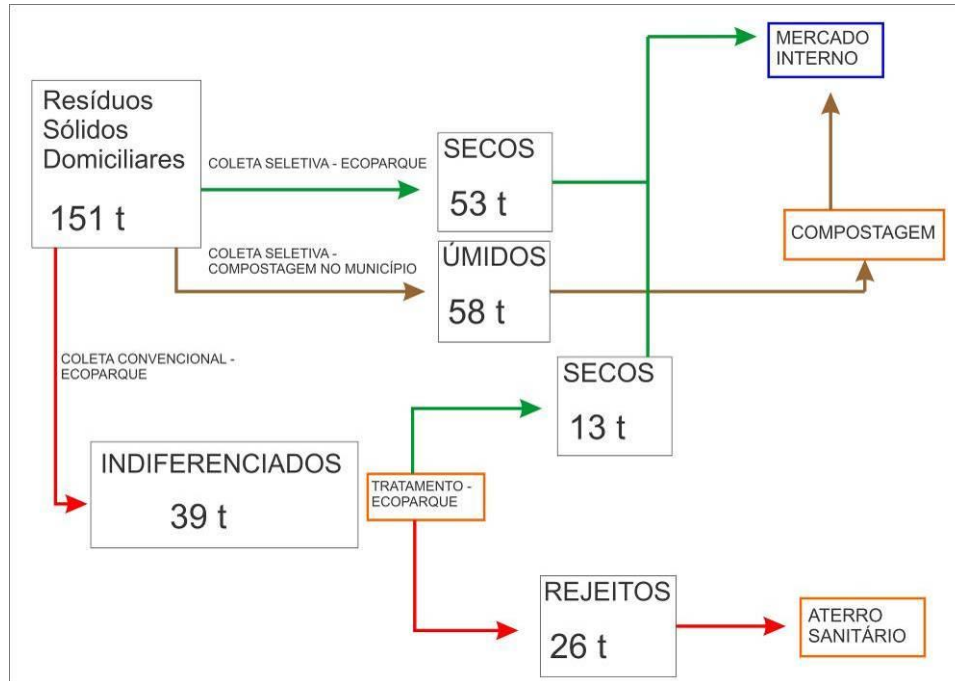 MERCADO
INTERNO
Resíduos
Sólidos
Domiciliares
151 t
COLETA SELETIVA - ECOPARQUE
SECOS
53 t
COMPOSTAGEM
COLETA SELETIVA -
COMPOSTAGEM NO MUNICÍPIO
ÚMIDOS
58 t
COLETA CONVENCIONAL -
ECOPARQUE
SECOS
13 t
INDIFERENCIADOS
39 t
TRATAMENTO -
ECOPARQUE
REJEITOS
26 t
ATERRO
SANITÁRIO